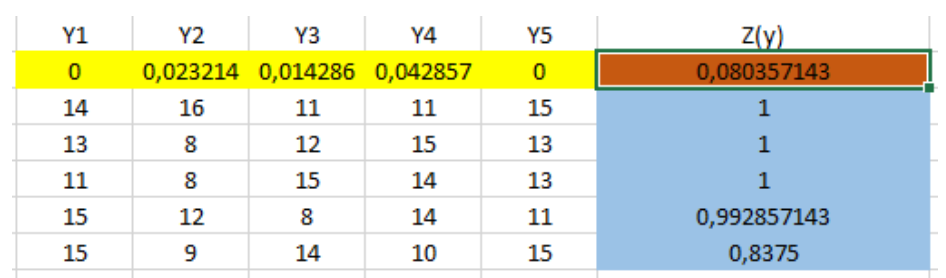 Y1 Y2 Y3 Y4 Y5 Z(y)
0 0,023214 0,014286 0,042857 0 0,080357143
14 16 11 11 15 1
13 8 12 15 13 1
11 8 15 14 13 1
15 12 8 14 11 0,992857143
15 9 14 10 15 0,8375